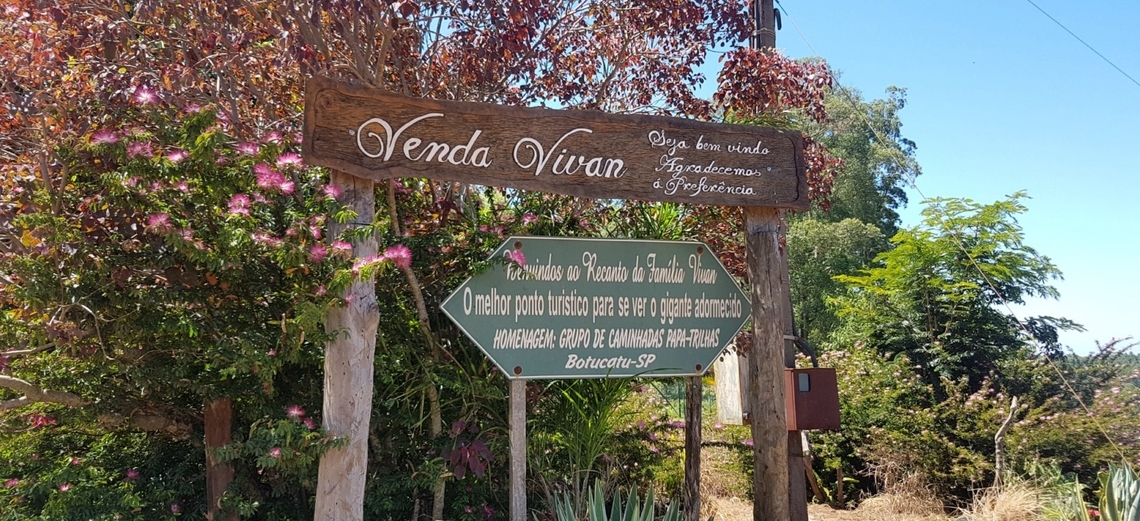 Venda Vivan
Seja bem vindo
Agradecemos
á Preferência
Bemvindos ao Recanto da Família Vivan
O melhor ponto turistico para se ver o gigante adormecido
HOMENAGEM: GRUPO DE CAMINHADAS PAPA-TRILHAS
Botucatu-SP